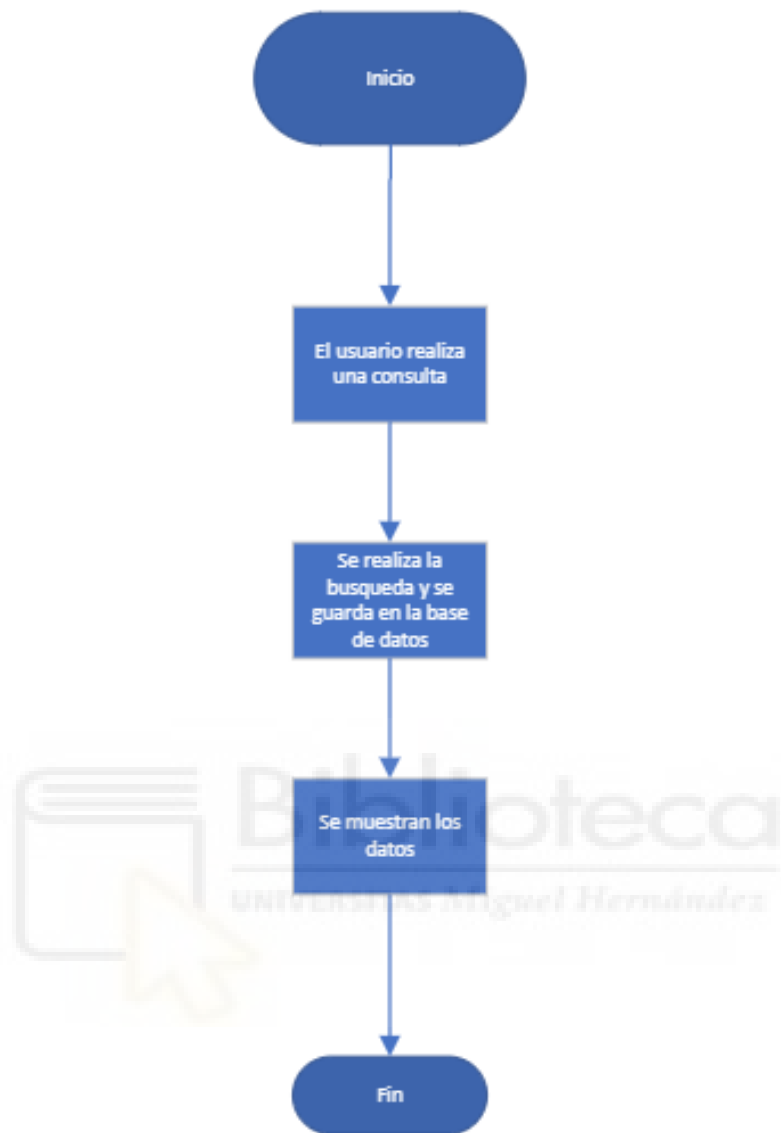 Inicio
El usuario realiza
una consulta
Se realiza la
busqueda y se
guarda en la base
de datos
Se muestran los
datos
Biblioteca
UNIVERSITAS Miguel Hernández
Fin